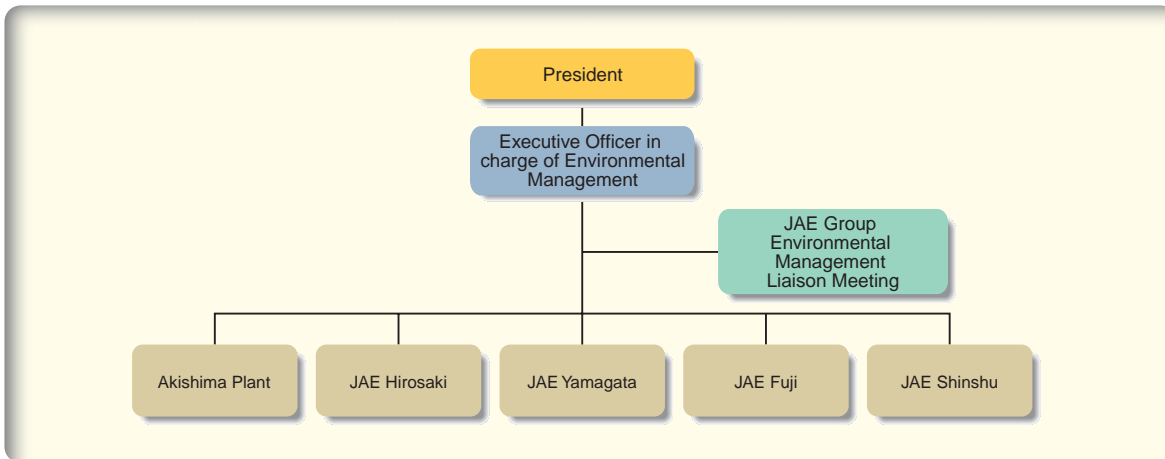 President
Executive Officer in
charge of Environmental
Management
JAE Group
Environmental
Management
Liaison Meeting
Akishima Plant
JAE Hirosaki
JAE Yamagata
JAE Fuji
JAE Shinshu